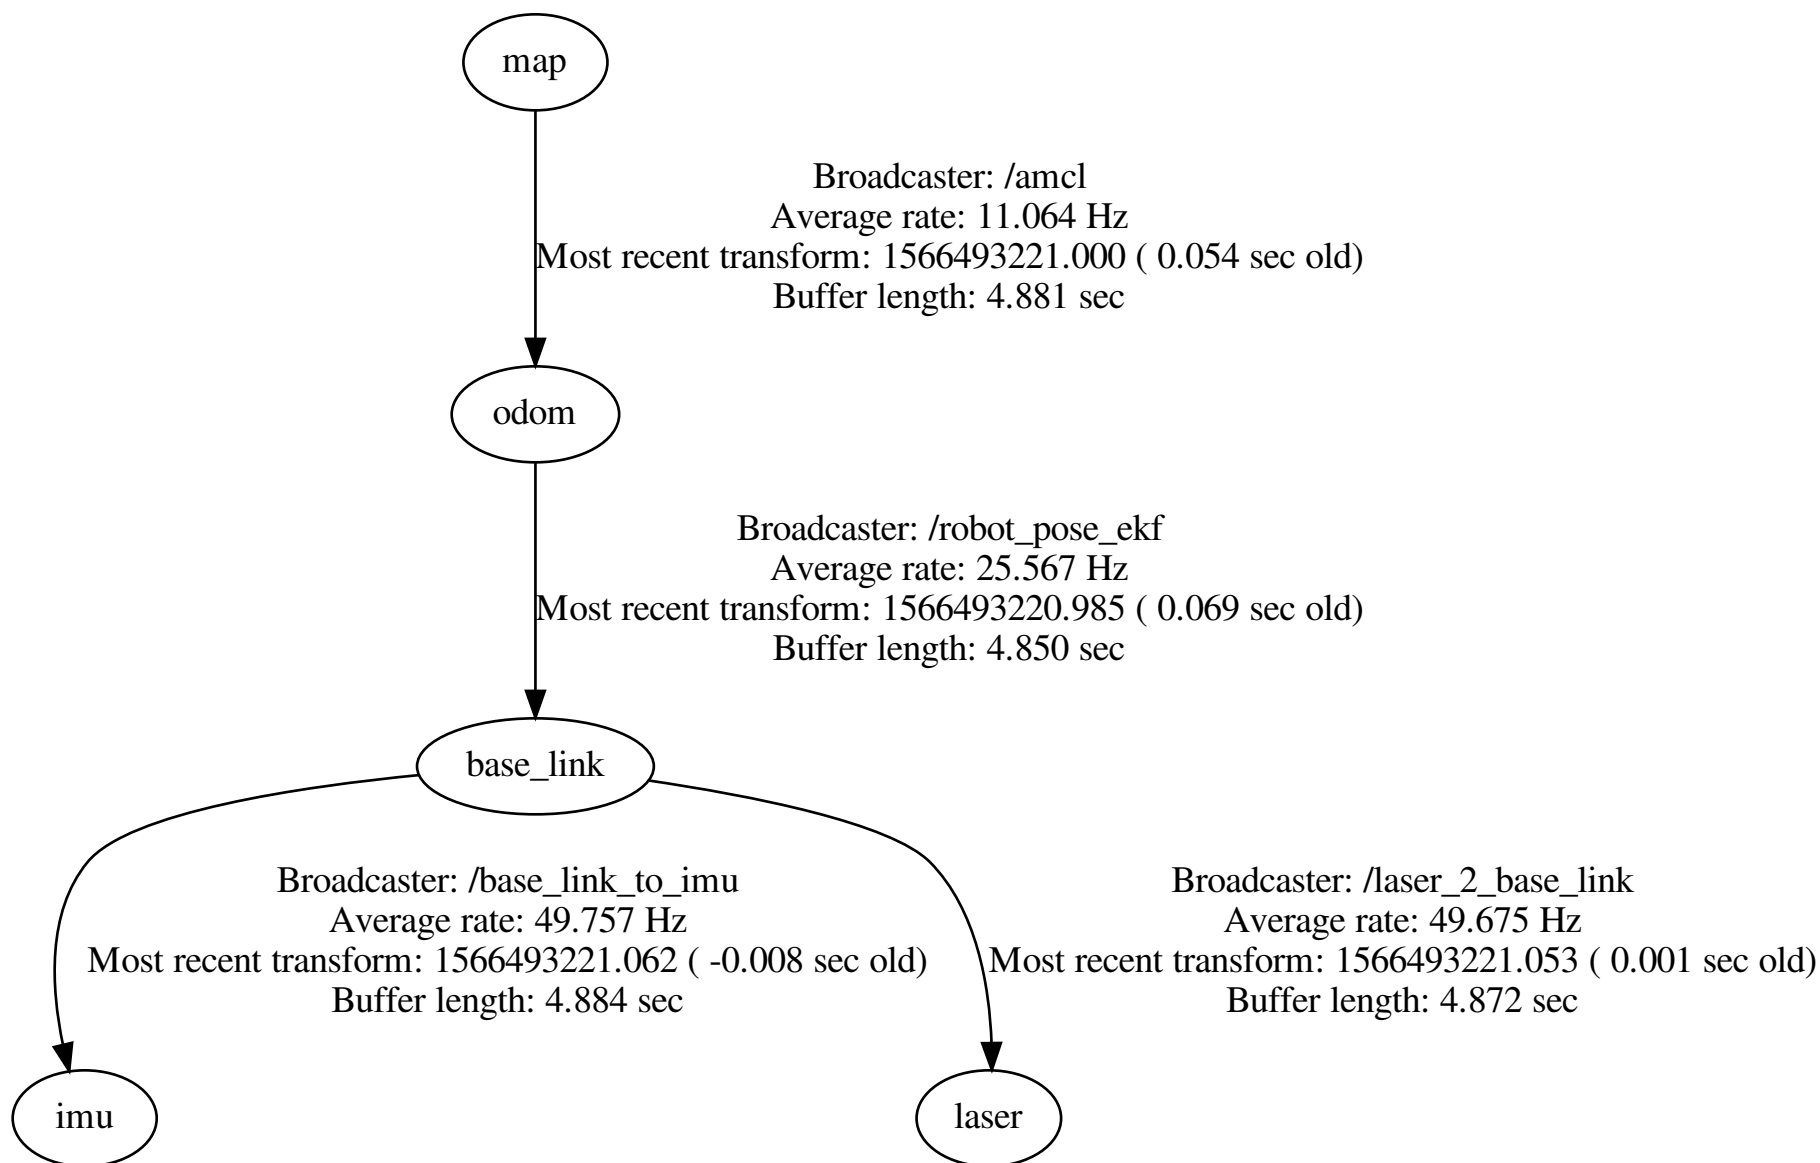 map
Broadcaster: /amcl
Average rate: 11.064 Hz
Most recent transform: 1566493221.000 ( 0.054 sec old)
Buffer length: 4.881 sec
odom
Broadcaster: /robot_pose_ekf
Average rate: 25.567 Hz
Most recent transform: 1566493220.985 ( 0.069 sec old)
Buffer length: 4.850 sec
base_link
Broadcaster: /base_link_to_imu
Average rate: 49.757 Hz
Most recent transform: 1566493221.062 ( -0.008 sec old)
Buffer length: 4.884 sec
Broadcaster: /laser_2_base_link
Average rate: 49.675 Hz
Most recent transform: 1566493221.053 ( 0.001 sec old)
Buffer length: 4.872 sec
imu
laser